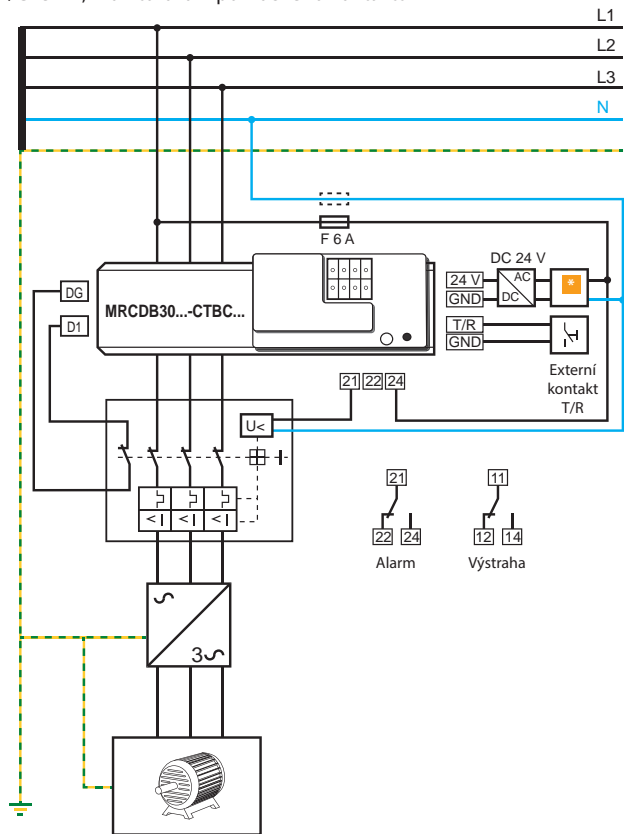 L1
L2
L3
N
F 6 A
DC 24 V
24 V
GND
AC
DC
*
DG
D1
MRCDB30...-CTBC...
T/R
GND
Externí
kontakt
T/R
21 22 24
U<
I
< I < I < I
21
22 24
Alarm
11
12 14
Výstraha
3